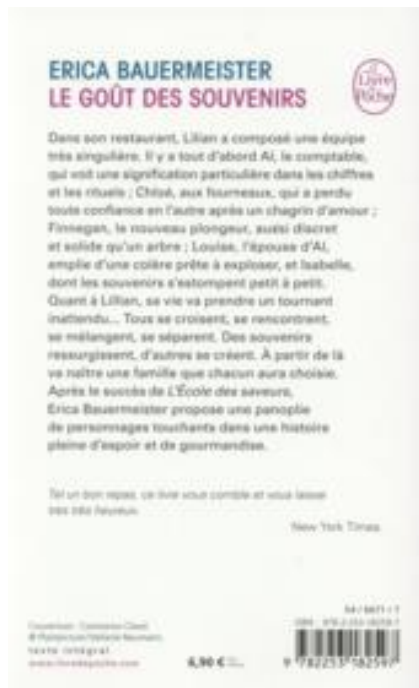 ERICA BAUERMEISTER
LE GOÛT DES SOUVENIRS
Le Livre de Poche
Dans son restaurant, Lilian a composé une équipe
très singulière. Il y a tout d'abord Al, le comptable,
qui voit une signification particulière dans les chiffres
et les rituels ; Chloé, aux fourneaux, qui a perdu
toute confiance en l'autre après un chagrin d'amour ;
Finnegan, le nouveau plongeur, aussi discret
et solide qu'un arbre ; Louise, l'épouse d'Al,
emplie d'une colère prête à exploser, et Isabelle,
dont les souvenirs s'estompent petit à petit.
Quant à Lillian, sa vie va prendre un tournant
inattendu... Tous se croisent, se rencontrent,
se mélangent, se séparent. Des souvenirs
ressurgissent, d'autres se créent. À partir de là
va naître une famille que chacun aura choisie.
Après le succès de L'École des saveurs,
Erica Bauermeister propose une panoplie
de personnages touchants dans une histoire
pleine d'espoir et de gourmandise.
Tel un bon repas, ce livre vous comble et vous laisse
très très heureux.
New York Times.
texte intégral
www.livredepoche.com
6,90 €
9 782253 182597